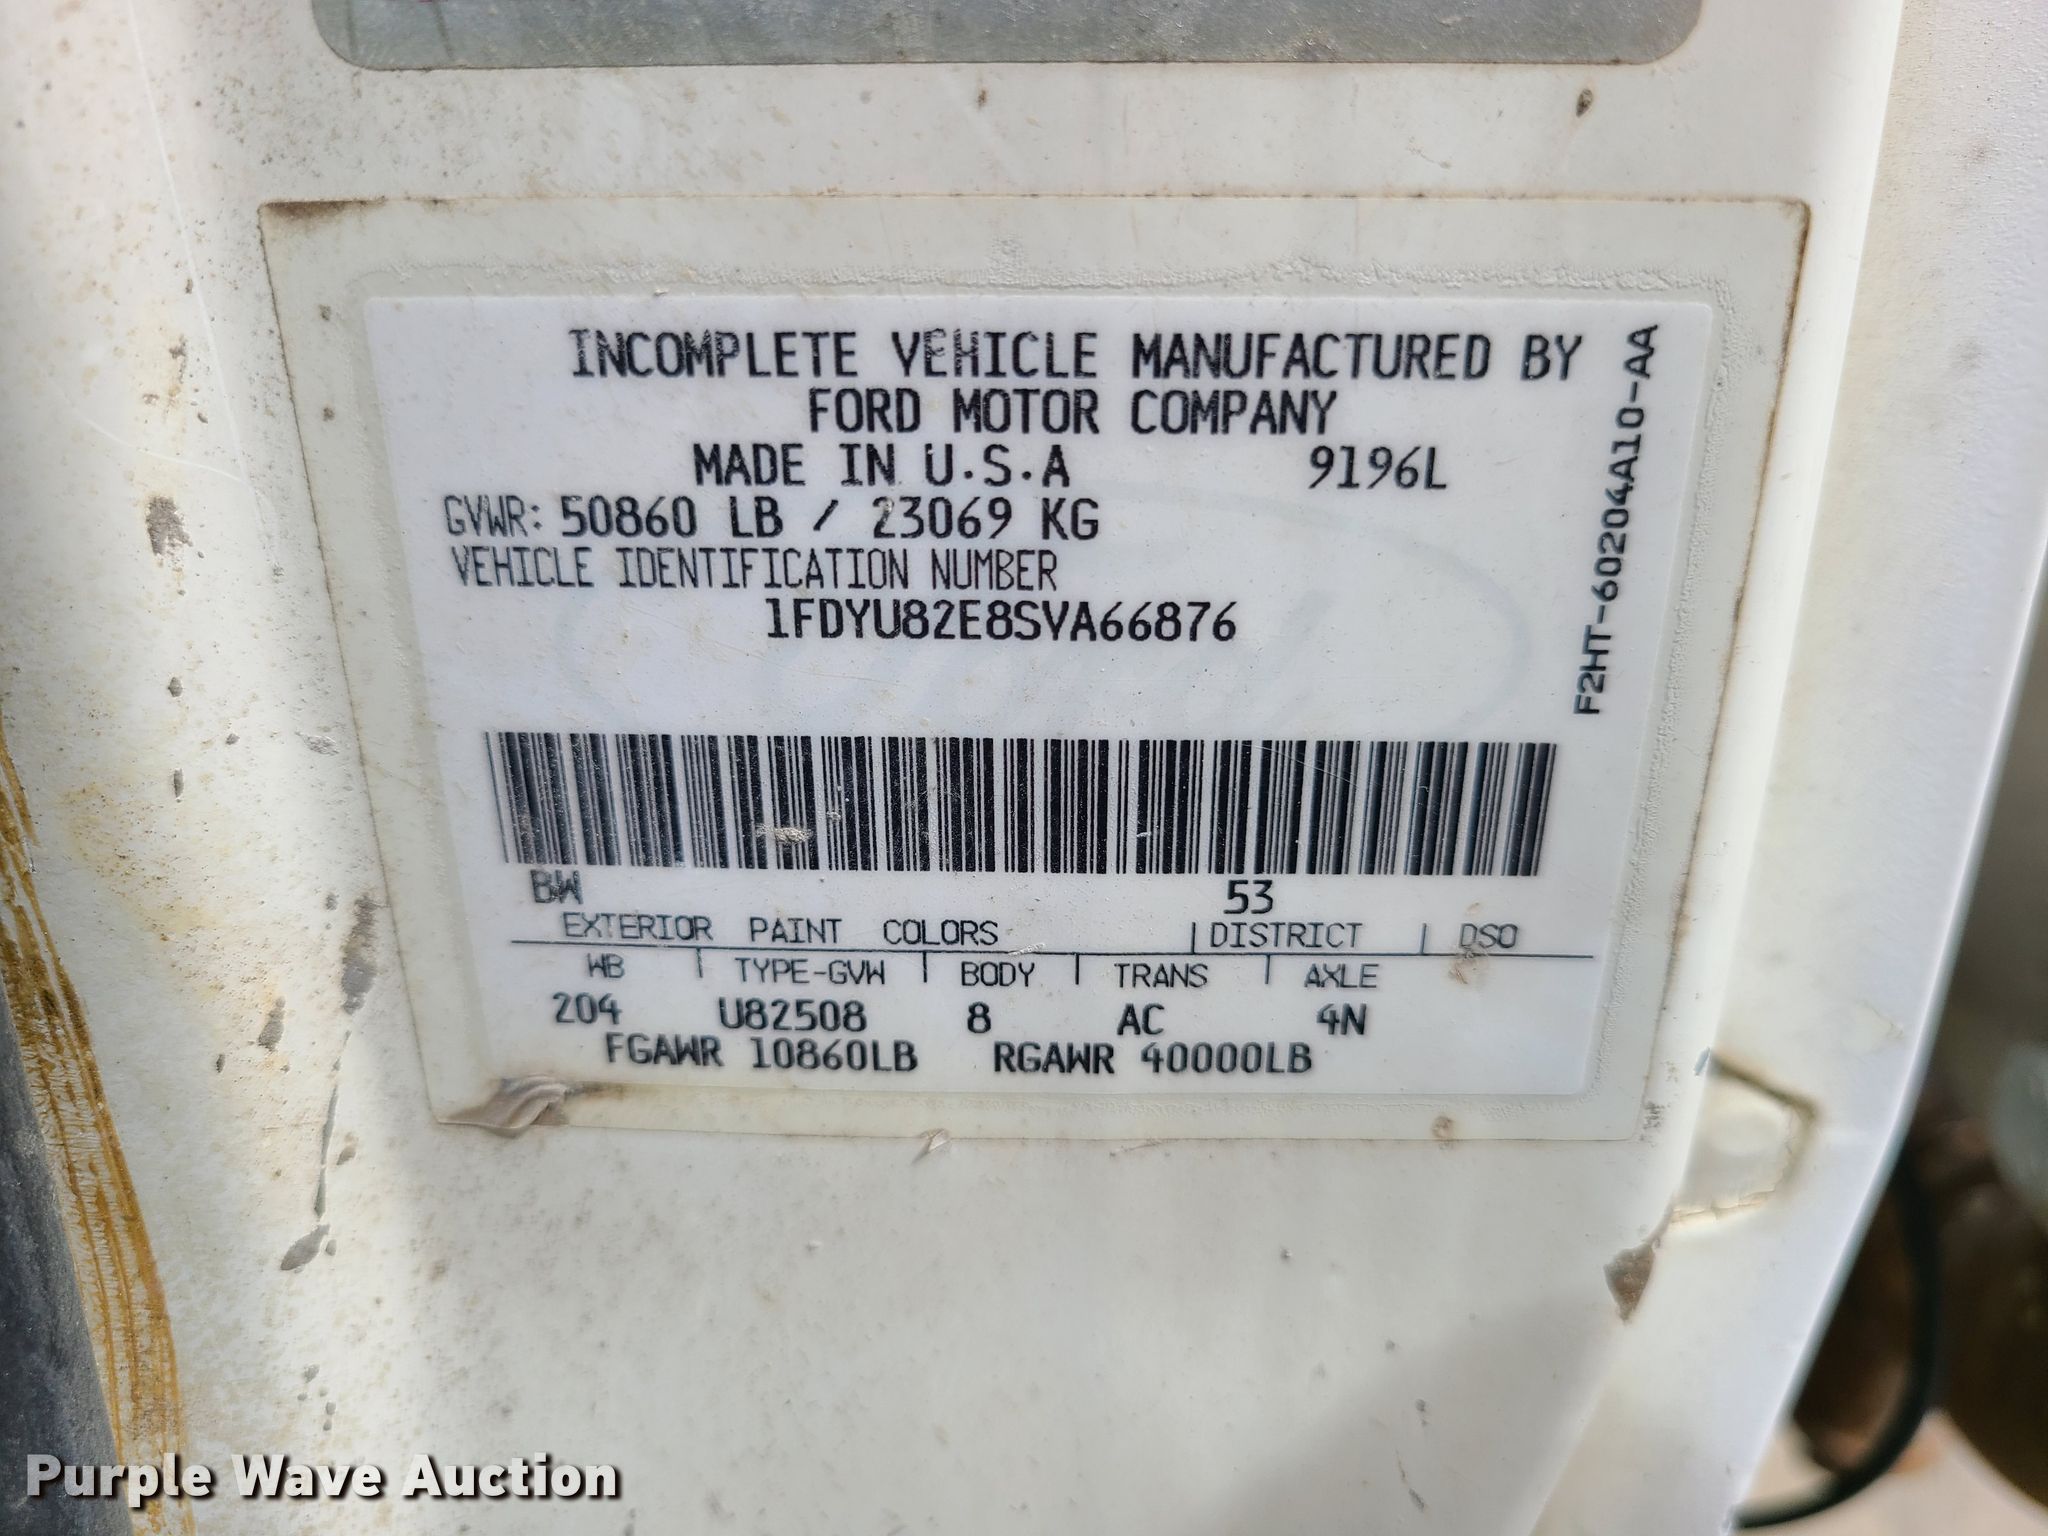 INCOMPLETE VEHICLE MANUFACTURED BY
FORD MOTOR COMPANY
MADE IN U.S.A 9196L
GVWR: 50860 LB / 23069 KG
VEHICLE IDENTIFICATION NUMBER
1FDYU82E8SVA66876
F2HT-60204A10-AA
BW 53
EXTERIOR PAINT COLORS | DISTRICT | DSO
WB | TYPE-GVW | BODY | TRANS | AXLE
204 U82508 8 AC 4N
FGAWR 10860LB RGAWR 40000LB
Purple Wave Auction